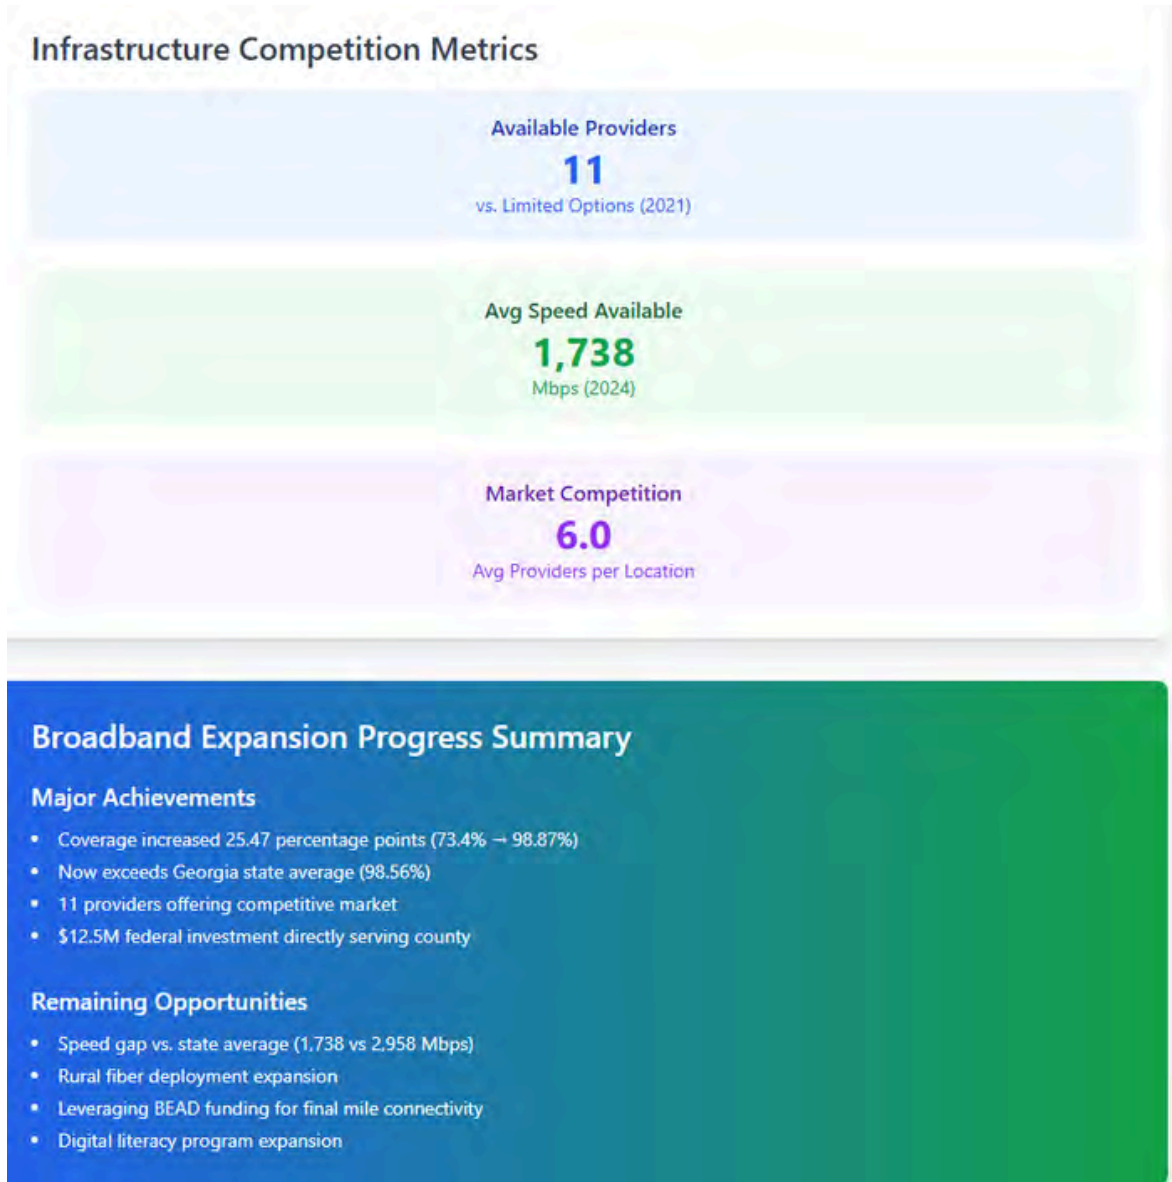 Infrastructure Competition Metrics
Available Providers
11
vs. Limited Options (2021)
Avg Speed Available
1,738
Mbps (2024)
Market Competition
6.0
Avg Providers per Location
Broadband Expansion Progress Summary
Major Achievements
• Coverage increased 25.47 percentage points (73.4% → 98.87%)
• Now exceeds Georgia state average (98.56%)
• 11 providers offering competitive market
• $12.5M federal investment directly serving county
Remaining Opportunities
• Speed gap vs. state average (1,738 vs 2,958 Mbps)
• Rural fiber deployment expansion
• Leveraging BEAD funding for final mile connectivity
• Digital literacy program expansion